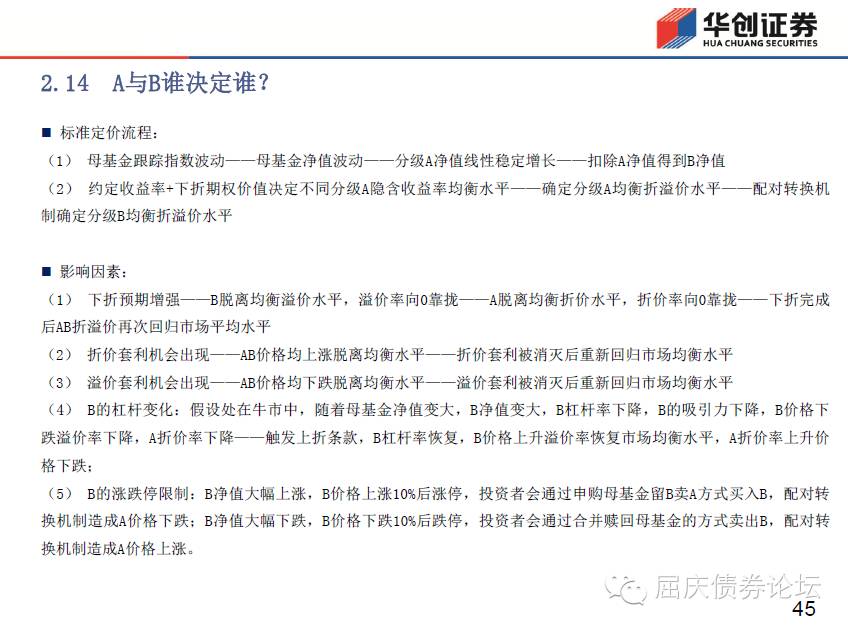 华创证券
HUA CHUANG SECURITIES
2.14 A与B谁决定谁？
■ 标准定价流程：
（1） 母基金跟踪指数波动——母基金净值波动——分级A净值线性稳定增长——扣除A净值得到B净值
（2） 约定收益率+下折期权价值决定不同分级A隐含收益率均衡水平——确定分级A均衡折溢价水平——配对转换机
制确定分级B均衡折溢价水平
■ 影响因素：
（1） 下折预期增强——B脱离均衡溢价水平，溢价率向0靠拢——A脱离均衡折价水平，折价率向0靠拢——下折完成
后AB折溢价再次回归市场平均水平
（2） 折价套利机会出现——AB价格均上涨脱离均衡水平——折价套利被消灭后重新回归市场均衡水平
（3） 溢价套利机会出现——AB价格均下跌脱离均衡水平——溢价套利被消灭后重新回归市场均衡水平
（4） B的杠杆变化：假设处在牛市中，随着母基金净值变大，B净值变大，B杠杆率下降，B的吸引力下降，B价格下
跌溢价率下降，A折价率下降——触发上折条款，B杠杆率恢复，B价格上升溢价率恢复市场均衡水平，A折价率上升价
格下跌；
（5） B的涨跌停限制：B净值大幅上涨，B价格上涨10%后涨停，投资者会通过申购母基金留B卖A方式买入B，配对转
换机制造成A价格下跌；B净值大幅下跌，B价格下跌10%后跌停，投资者会通过合并赎回母基金的方式卖出B，配对转
换机制造成A价格上涨。
屈庆债券论坛
45